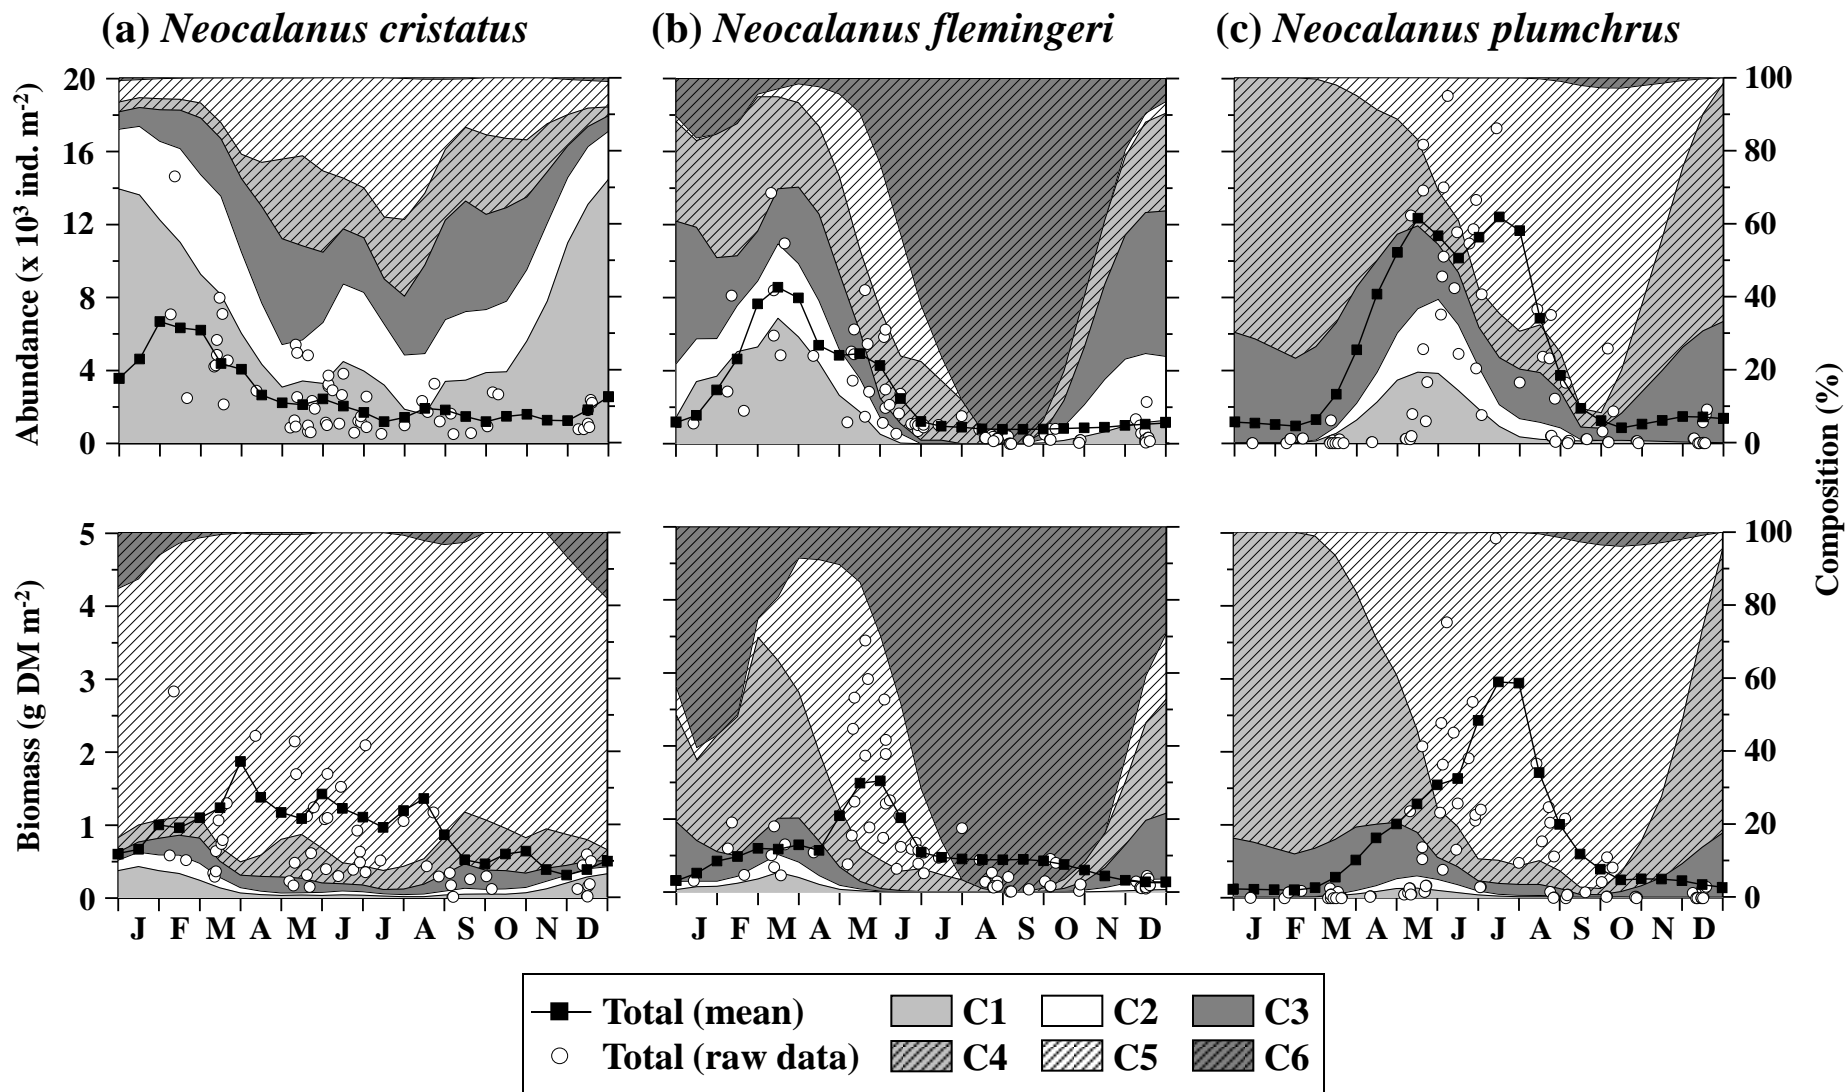 (a) Neocalanus cristatus
(b) Neocalanus flemingeri
(c) Neocalanus plumchrus
Abundance (x 10³ ind. m⁻²)
20
16
12
8
4
0
100
80
60
40
20
0
Composition (%)
Biomass (g DM m⁻²)
5
4
3
2
1
0
100
80
60
40
20
0
J F M A M J J A S O N D
J F M A M J J A S O N D
J F M A M J J A S O N D
Total (mean) C1 C2 C3
Total (raw data) C4 C5 C6